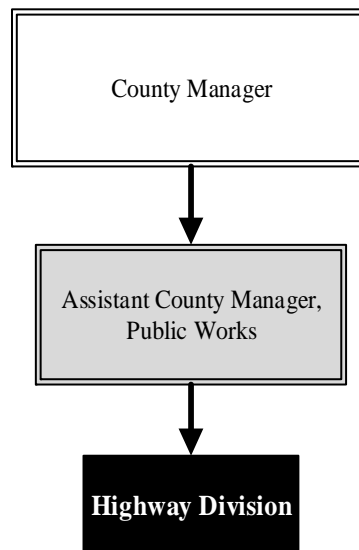 County Manager
Assistant County Manager,
Public Works
Highway Division